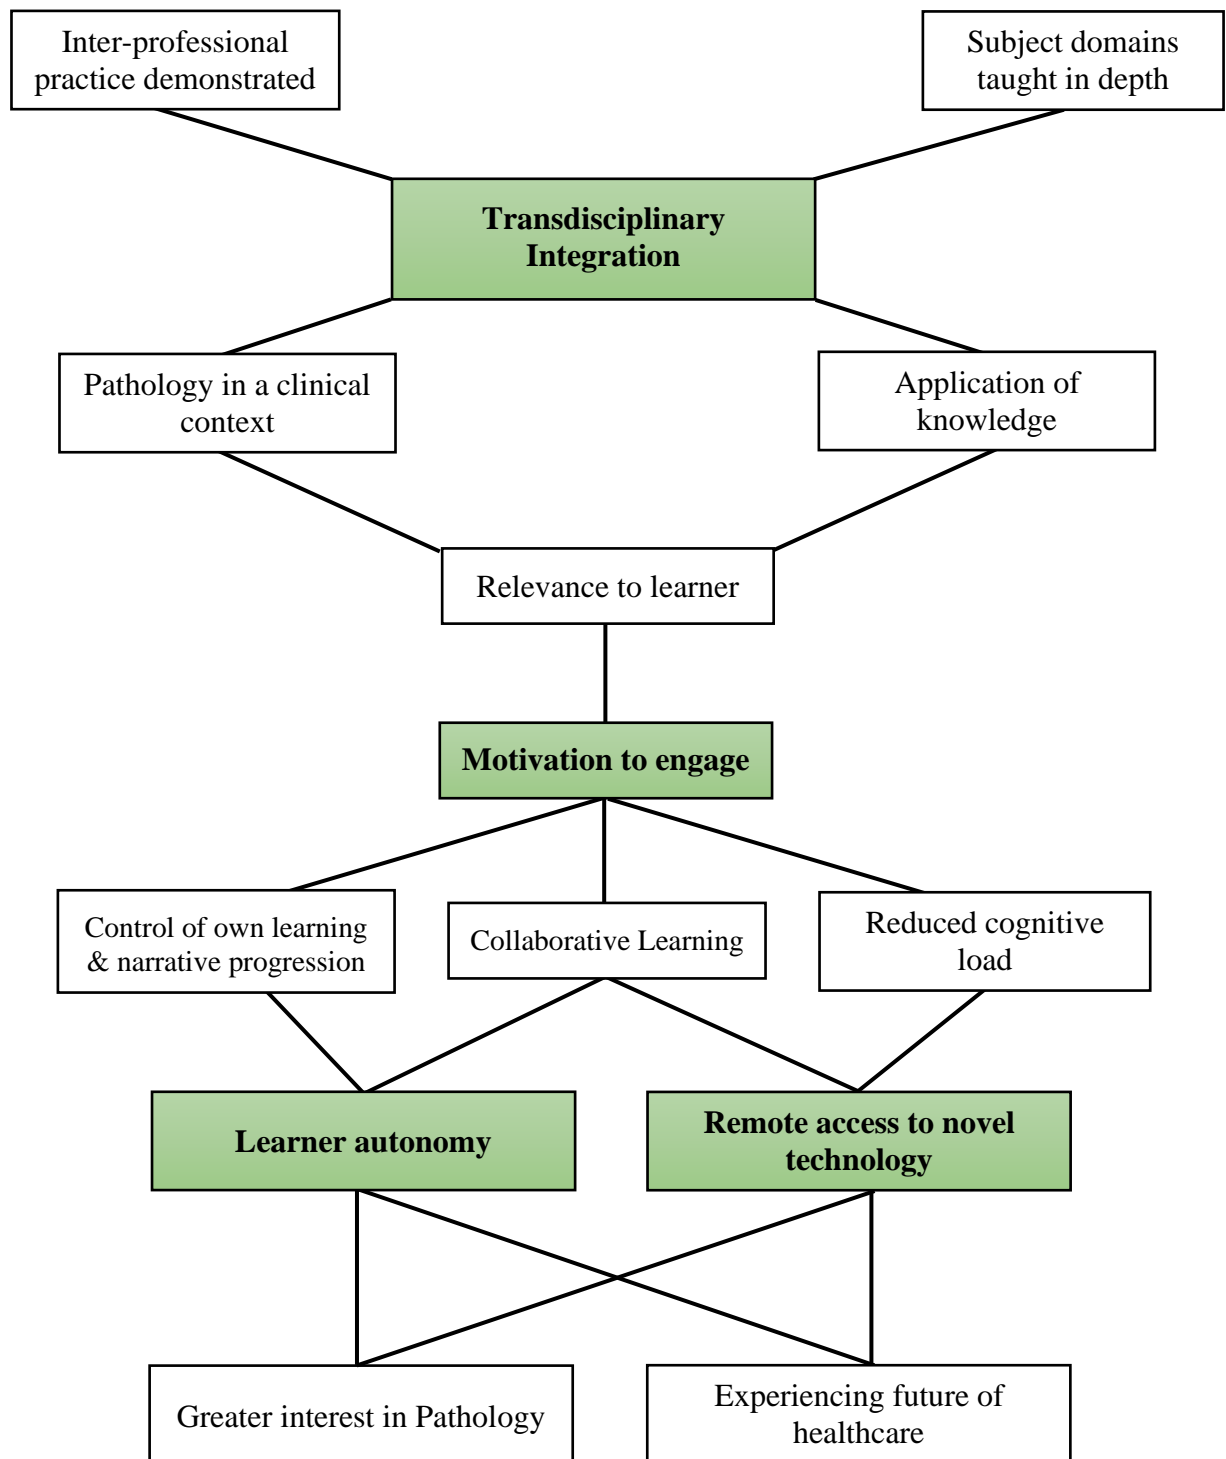 Inter-professional
practice demonstrated
Subject domains
taught in depth
Transdisciplinary
Integration
Pathology in a clinical
context
Application of
knowledge
Relevance to learner
Motivation to engage
Control of own learning
& narrative progression
Collaborative Learning
Reduced cognitive
load
Learner autonomy
Remote access to novel
technology
Greater interest in Pathology
Experiencing future of
healthcare